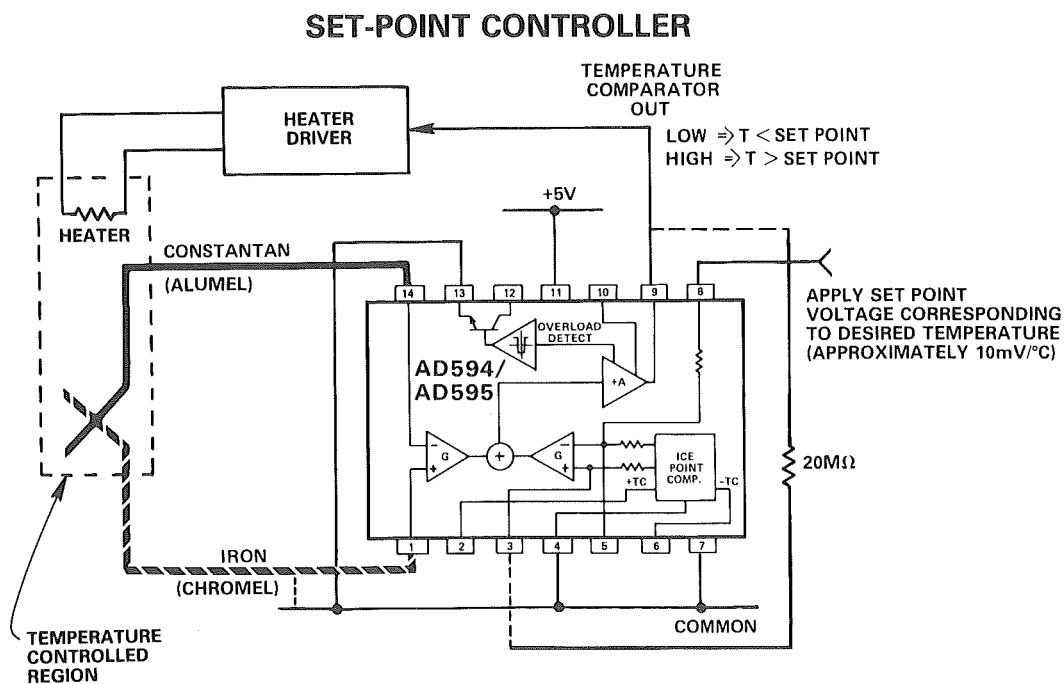 SET-POINT CONTROLLER
TEMPERATURE
COMPARATOR
OUT
HEATER
DRIVER
LOW ⇒ T < SET POINT
HIGH ⇒ T > SET POINT
+5V
HEATER
CONSTANTAN
(ALUMEL)
14
13
12
11
10
9
8
APPLY SET POINT
VOLTAGE CORRESPONDING
TO DESIRED TEMPERATURE
(APPROXIMATELY 10mV/°C)
OVERLOAD
DETECT
AD594/
AD595
+A
20MΩ
−
G
+
+
−
G
+
ICE
POINT
COMP.
+TC
−TC
1
2
3
4
5
6
7
IRON
(CHROMEL)
COMMON
TEMPERATURE
CONTROLLED
REGION